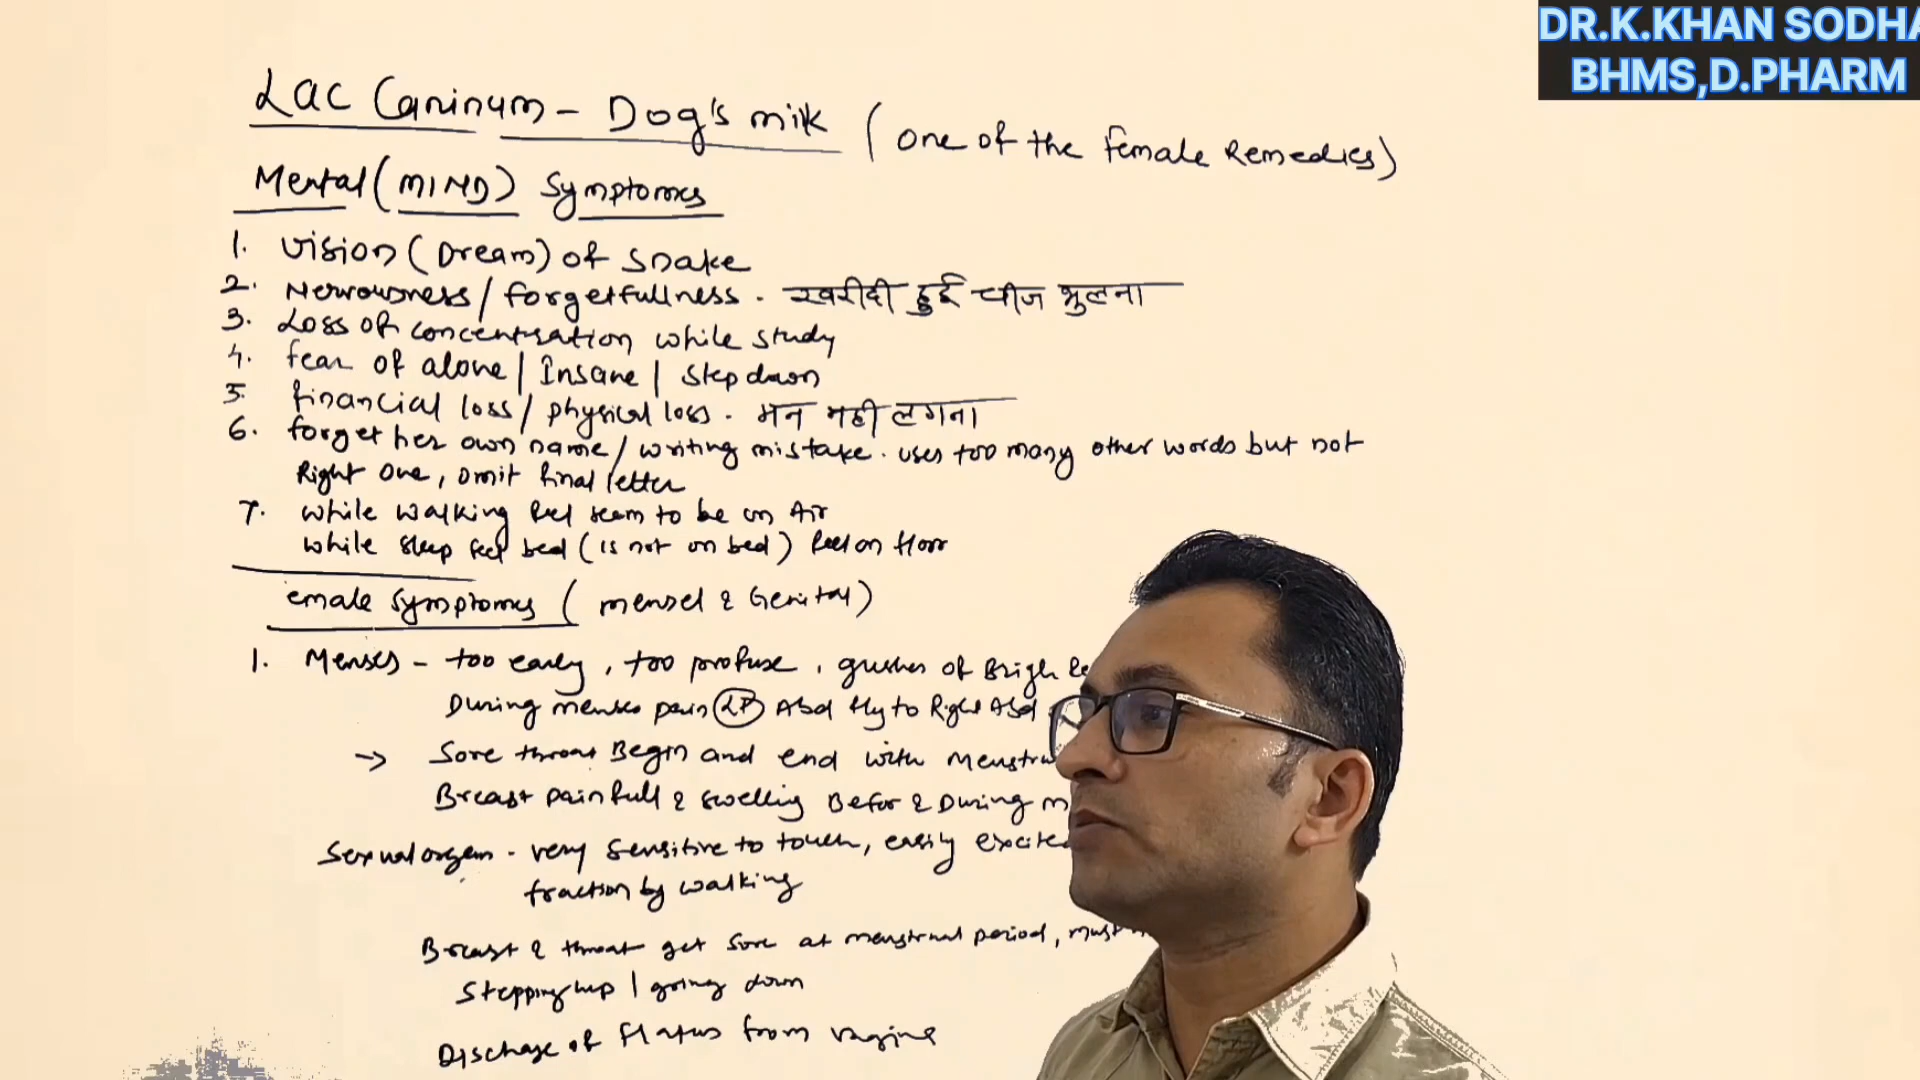 DR.K.KHAN SODHA
BHMS,D.PHARM
Lac Caninum - Dog's milk (one of the female Remedies)
Mental (MIND) Symptomes
1. Vision (Dream) of Snake
2. Nervousness / forgetfullness. खरीदी हुई चीज भुलना
3. Loss of concentration while study
4. fear of alone | Insane | Step down
5. financial loss / physical loss. मन नही लगना
6. forget her own name / writing mistake. uses too many other words but not
Right one, omit final letter
7. while walking feel seem to be on Air
while sleep feel bed (is not on bed) feel on floor
emale Symptomes ( mensel & Genital)
1. Menses - too early, too profuse, gushes of Brigh Re
During menses pain Abd fly to Right Abd
→ Sore throat Begin and end with menstru
Breast painfull & swelling Befor & During m
Sexual organ - very sensitive to touch, easily excite
fraction by walking
Breast & throat get sore at menstrual period, must
Stepping up | going down
Discharge of flatus from vagina